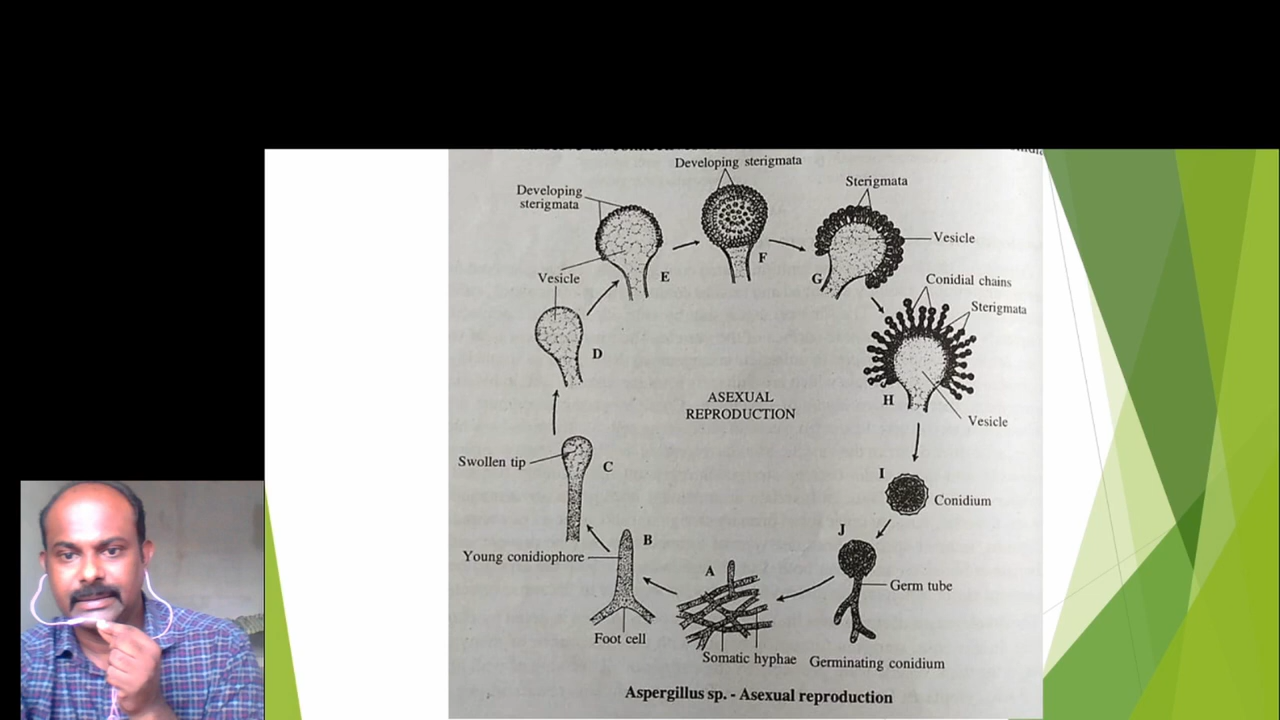 Developing sterigmata
Developing
sterigmata
Sterigmata
Vesicle
F
E
G
Vesicle
Conidial chains
Sterigmata
D
ASEXUAL
REPRODUCTION
H
Vesicle
Swollen tip
C
I
Conidium
J
B
Young conidiophore
A
Germ tube
Foot cell
Somatic hyphae
Germinating conidium
Aspergillus sp. - Asexual reproduction